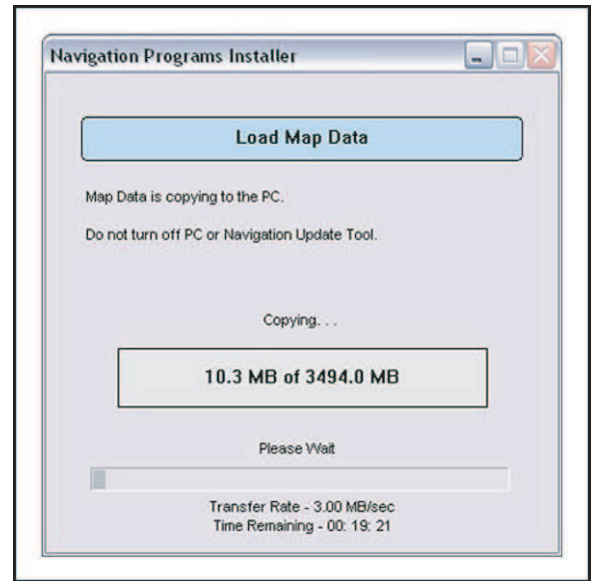 Navigation Programs Installer
Load Map Data
Map Data is copying to the PC.
Do not turn off PC or Navigation Update Tool.
Copying. . .
10.3 MB of 3494.0 MB
Please Wait
Transfer Rate - 3.00 MB/sec
Time Remaining - 00: 19: 21